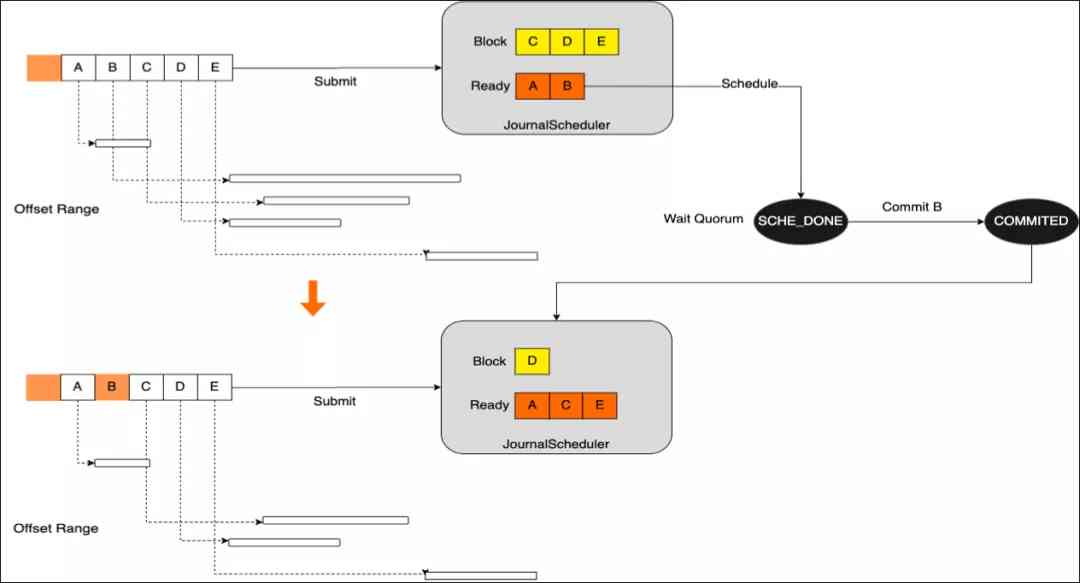 A B C D E
Submit
Block C D E
Ready A B
JournalScheduler
Schedule
Offset Range
Wait Quorum
SCHE_DONE
Commit B
COMMITED
A B C D E
Submit
Block D
Ready A C E
JournalScheduler
Offset Range